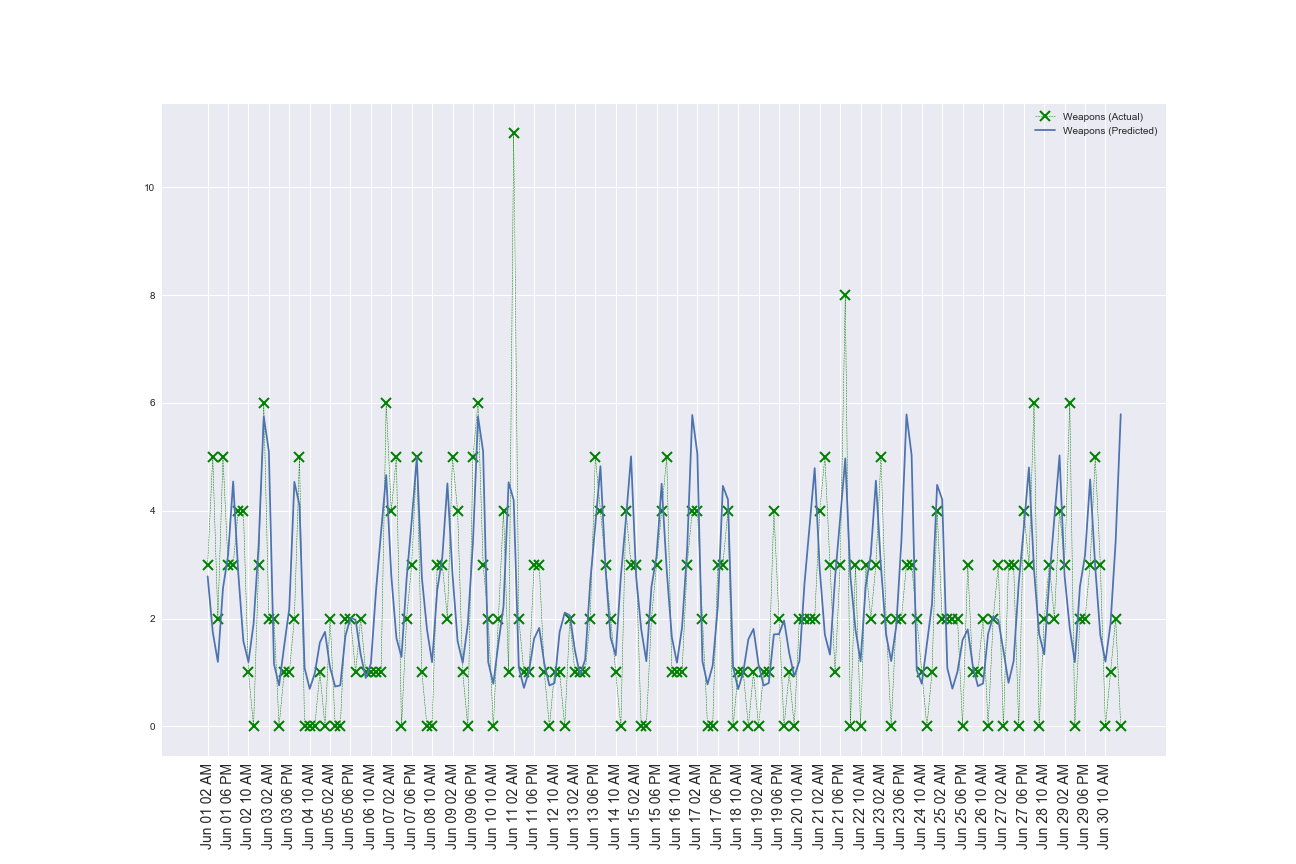 Weapons (Actual)
Weapons (Predicted)
10
8
6
4
2
0
Jun 01 02 AM
Jun 01 06 PM
Jun 02 10 AM
Jun 03 02 AM
Jun 03 06 PM
Jun 04 10 AM
Jun 05 02 AM
Jun 05 06 PM
Jun 06 10 AM
Jun 07 02 AM
Jun 07 06 PM
Jun 08 10 AM
Jun 09 02 AM
Jun 09 06 PM
Jun 10 10 AM
Jun 11 02 AM
Jun 11 06 PM
Jun 12 10 AM
Jun 13 02 AM
Jun 13 06 PM
Jun 14 10 AM
Jun 15 02 AM
Jun 15 06 PM
Jun 16 10 AM
Jun 17 02 AM
Jun 17 06 PM
Jun 18 10 AM
Jun 19 02 AM
Jun 19 06 PM
Jun 20 10 AM
Jun 21 02 AM
Jun 21 06 PM
Jun 22 10 AM
Jun 23 02 AM
Jun 23 06 PM
Jun 24 10 AM
Jun 25 02 AM
Jun 25 06 PM
Jun 26 10 AM
Jun 27 02 AM
Jun 27 06 PM
Jun 28 10 AM
Jun 29 02 AM
Jun 29 06 PM
Jun 30 10 AM